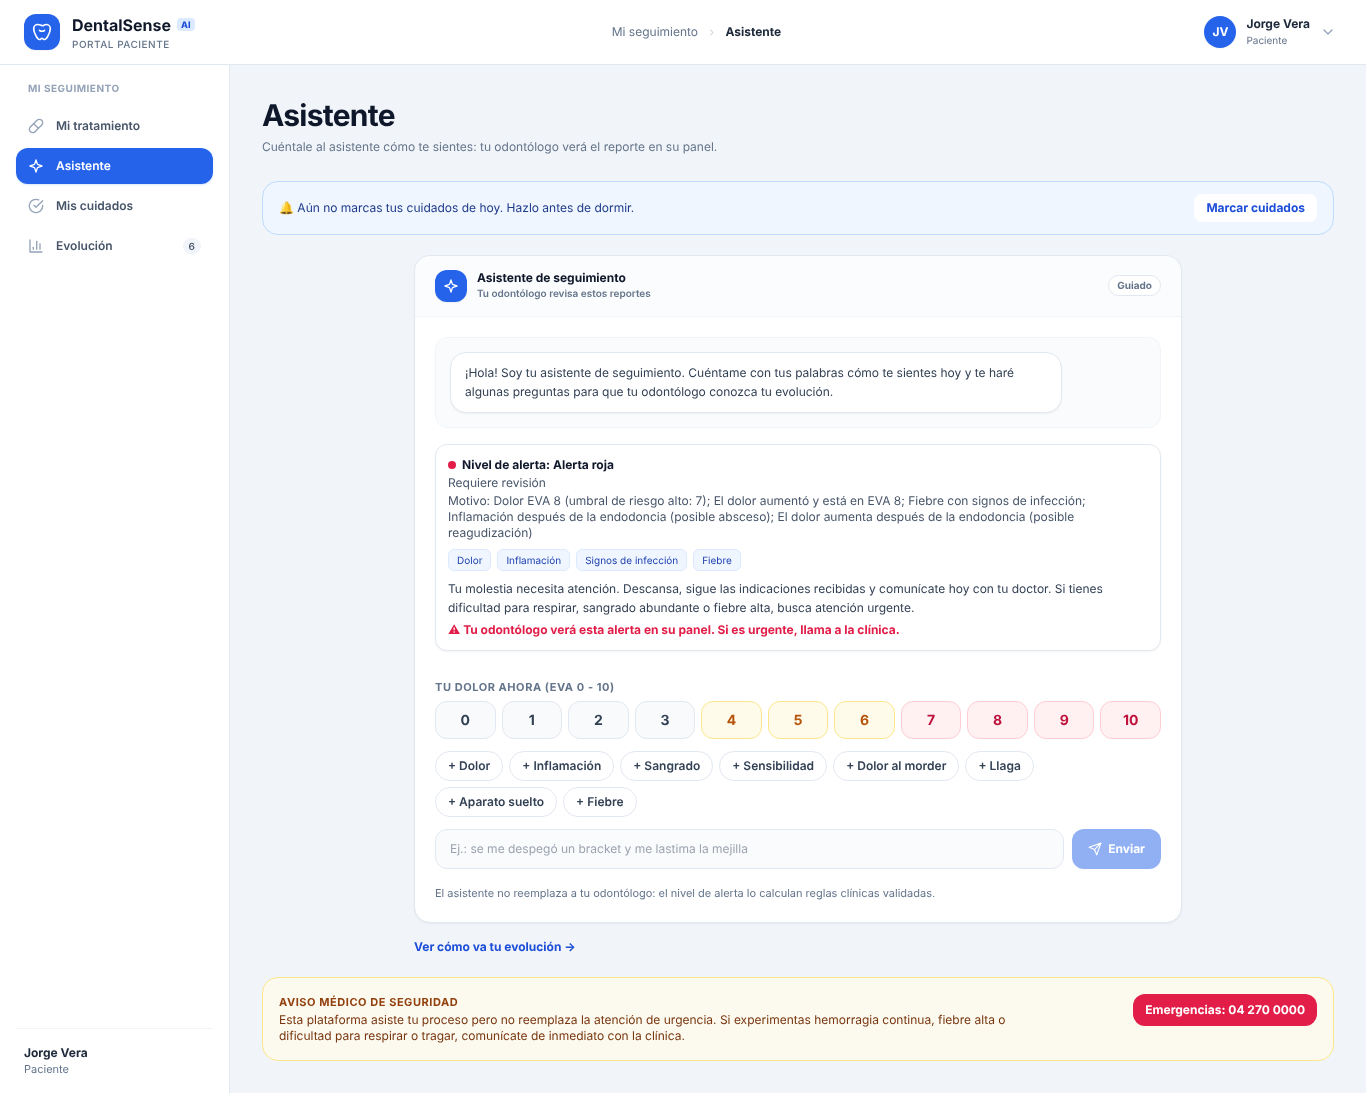 DentalSense AI
PORTAL PACIENTE
Mi seguimiento › Asistente
JV
Jorge Vera
Paciente
MI SEGUIMIENTO
Mi tratamiento
Asistente
Mis cuidados
Evolución 6
Asistente
Cuéntale al asistente cómo te sientes: tu odontólogo verá el reporte en su panel.
🔔 Aún no marcas tus cuidados de hoy. Hazlo antes de dormir.
Marcar cuidados
Asistente de seguimiento
Tu odontólogo revisa estos reportes
Guiado
¡Hola! Soy tu asistente de seguimiento. Cuéntame con tus palabras cómo te sientes hoy y te haré
algunas preguntas para que tu odontólogo conozca tu evolución.
Nivel de alerta: Alerta roja
Requiere revisión
Motivo: Dolor EVA 8 (umbral de riesgo alto: 7); El dolor aumentó y está en EVA 8; Fiebre con signos de infección;
Inflamación después de la endodoncia (posible absceso); El dolor aumenta después de la endodoncia (posible
reagudización)
Dolor Inflamación Signos de infección Fiebre
Tu molestia necesita atención. Descansa, sigue las indicaciones recibidas y comunícate hoy con tu doctor. Si tienes
dificultad para respirar, sangrado abundante o fiebre alta, busca atención urgente.
⚠ Tu odontólogo verá esta alerta en su panel. Si es urgente, llama a la clínica.
TU DOLOR AHORA (EVA 0 - 10)
0 1 2 3 4 5 6 7 8 9 10
+ Dolor + Inflamación + Sangrado + Sensibilidad + Dolor al morder + Llaga
+ Aparato suelto + Fiebre
Ej.: se me despegó un bracket y me lastima la mejilla
Enviar
El asistente no reemplaza a tu odontólogo: el nivel de alerta lo calculan reglas clínicas validadas.
Ver cómo va tu evolución →
AVISO MÉDICO DE SEGURIDAD
Esta plataforma asiste tu proceso pero no reemplaza la atención de urgencia. Si experimentas hemorragia continua, fiebre alta o
dificultad para respirar o tragar, comunícate de inmediato con la clínica.
Emergencias: 04 270 0000
Jorge Vera
Paciente